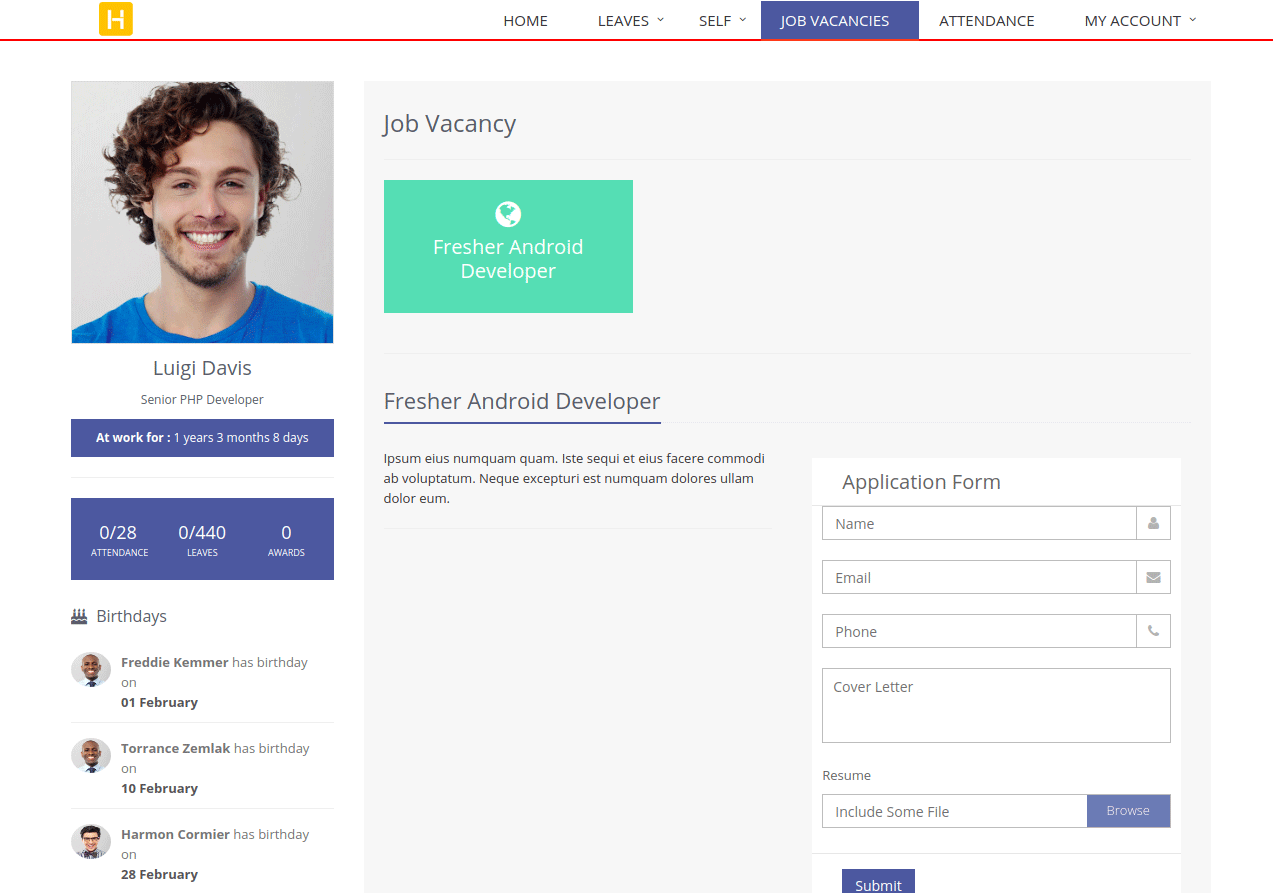 H
HOME LEAVES SELF JOB VACANCIES ATTENDANCE MY ACCOUNT
Luigi Davis
Senior PHP Developer
At work for : 1 years 3 months 8 days
0/28 0/440 0
ATTENDANCE LEAVES AWARDS
Birthdays
Freddie Kemmer has birthday
on
01 February
Torrance Zemlak has birthday
on
10 February
Harmon Cormier has birthday
on
28 February
Job Vacancy
Fresher Android
Developer
Fresher Android Developer
Ipsum eius numquam quam. Iste sequi et eius facere commodi
ab voluptatum. Neque excepturi est numquam dolores ullam
dolor eum.
Application Form
Name
Email
Phone
Cover Letter
Resume
Include Some File Browse
Submit